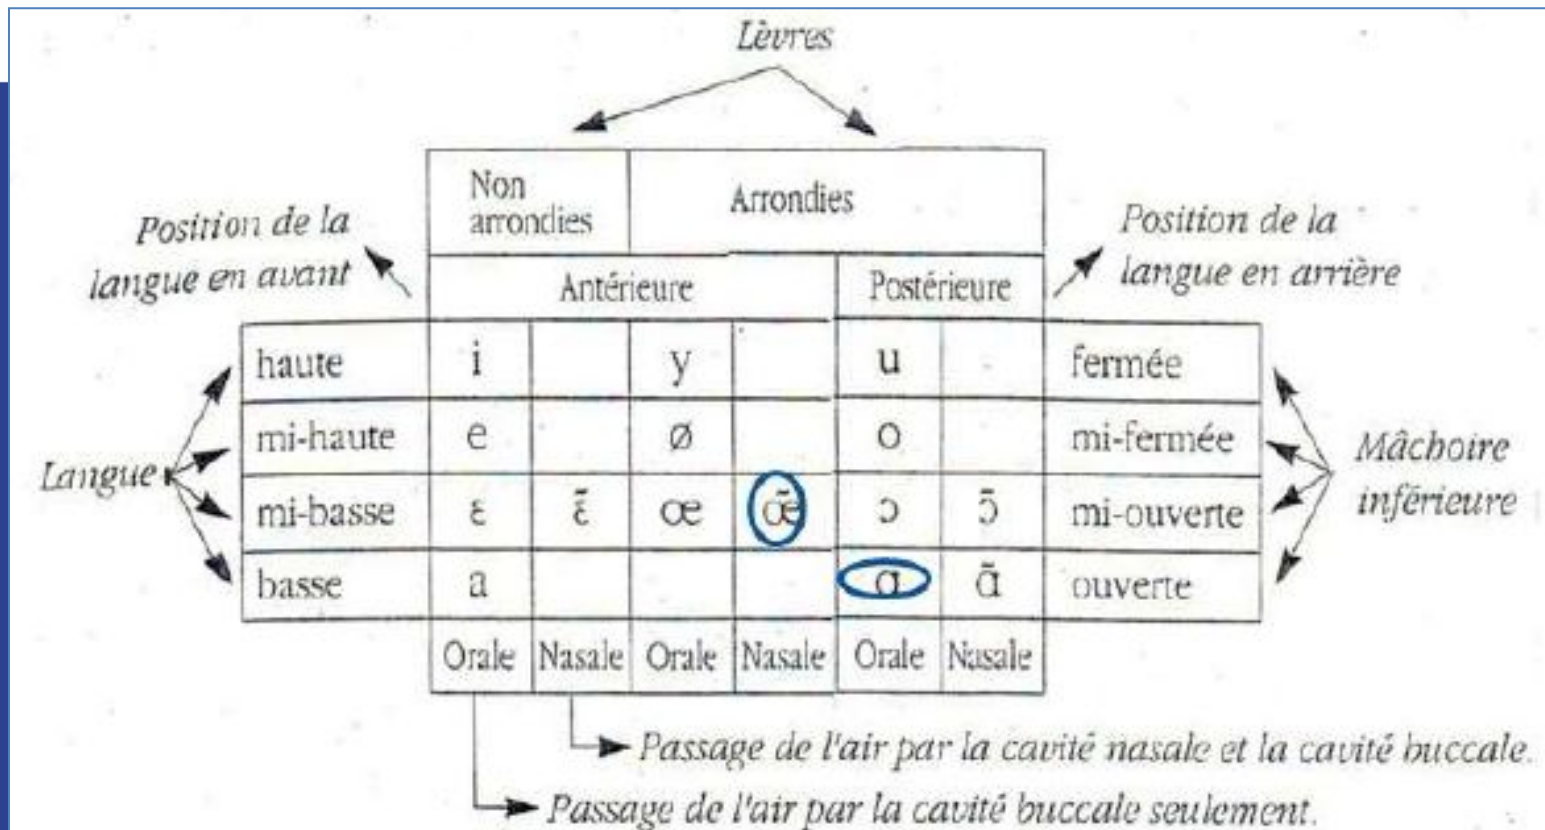 Lèvres
Non
arrondies
Arrondies
Position de la
langue en avant
Position de la
langue en arrière
Antérieure
Postérieure
haute i y u fermée
mi-haute e ø o mi-fermée
Langue
Mâchoire
inférieure
mi-basse ɛ ɛ̃ œ œ̃ ɔ ɔ̃ mi-ouverte
basse a ɑ ɑ̃ ouverte
Orale Nasale Orale Nasale Orale Nasale
Passage de l'air par la cavité nasale et la cavité buccale.
Passage de l'air par la cavité buccale seulement.